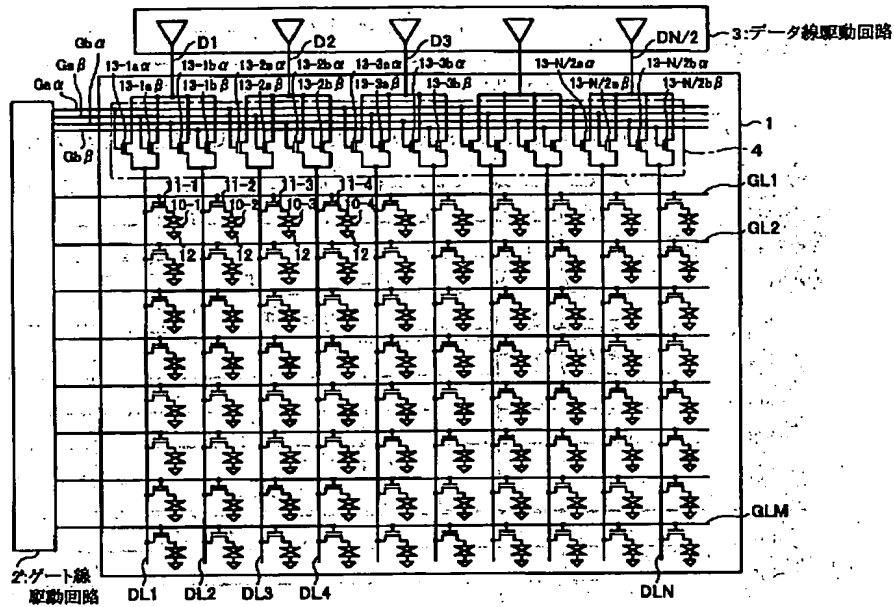 3:データ線駆動回路
D1 D2 D3 DN/2
Gbα
Gaβ
Gaα
13-1aα 13-1bα 13-2aα 13-2bα 13-3aα 13-3bα 13-N/2aα 13-N/2bα
13-1aβ 13-1bβ 13-2aβ 13-2bβ 13-3aβ 13-3bβ 13-N/2aβ 13-N/2bβ
1
Gbβ
4
11-1 11-2 11-3 11-4 GL1
10-1 10-2 10-3 10-4
GL2
12 12 12 12
GLM
2:ゲート線
駆動回路
DL1 DL2 DL3 DL4 DLN